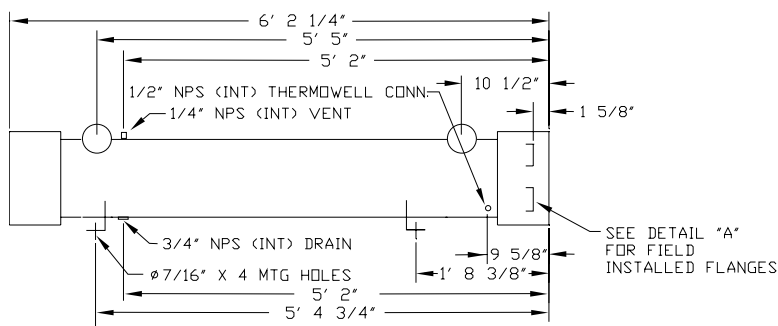 6' 2 1/4"
5' 5"
5' 2"
1/2" NPS (INT) THERMOWELL CONN.
10 1/2"
1/4" NPS (INT) VENT
1 5/8"
3/4" NPS (INT) DRAIN
9 5/8"
SEE DETAIL "A"
FOR FIELD
INSTALLED FLANGES
ø7/16" X 4 MTG HOLES
1' 8 3/8"
5' 2"
5' 4 3/4"